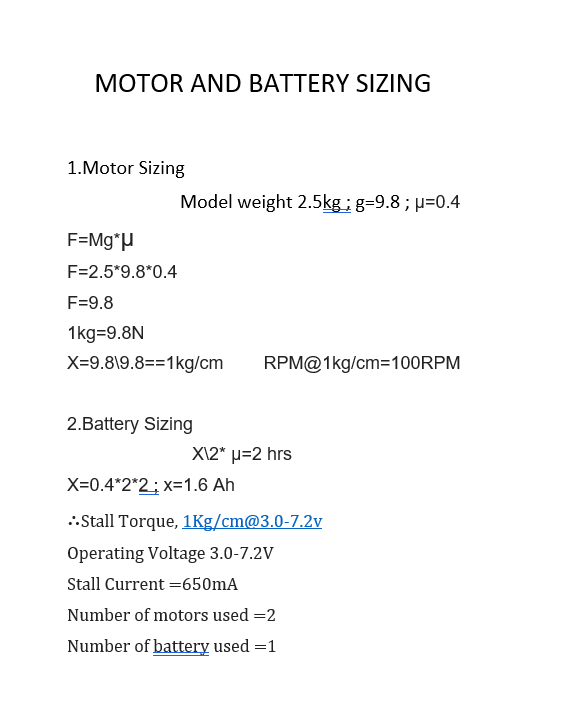 MOTOR AND BATTERY SIZING
1.Motor Sizing
Model weight 2.5kg ; g=9.8 ; µ=0.4
F=Mg*µ
F=2.5*9.8*0.4
F=9.8
1kg=9.8N
X=9.8\9.8==1kg/cm RPM@1kg/cm=100RPM
2.Battery Sizing
X\2* µ=2 hrs
X=0.4*2*2 ; x=1.6 Ah
∴Stall Torque, 1Kg/cm@3.0-7.2v
Operating Voltage 3.0-7.2V
Stall Current =650mA
Number of motors used =2
Number of battery used =1